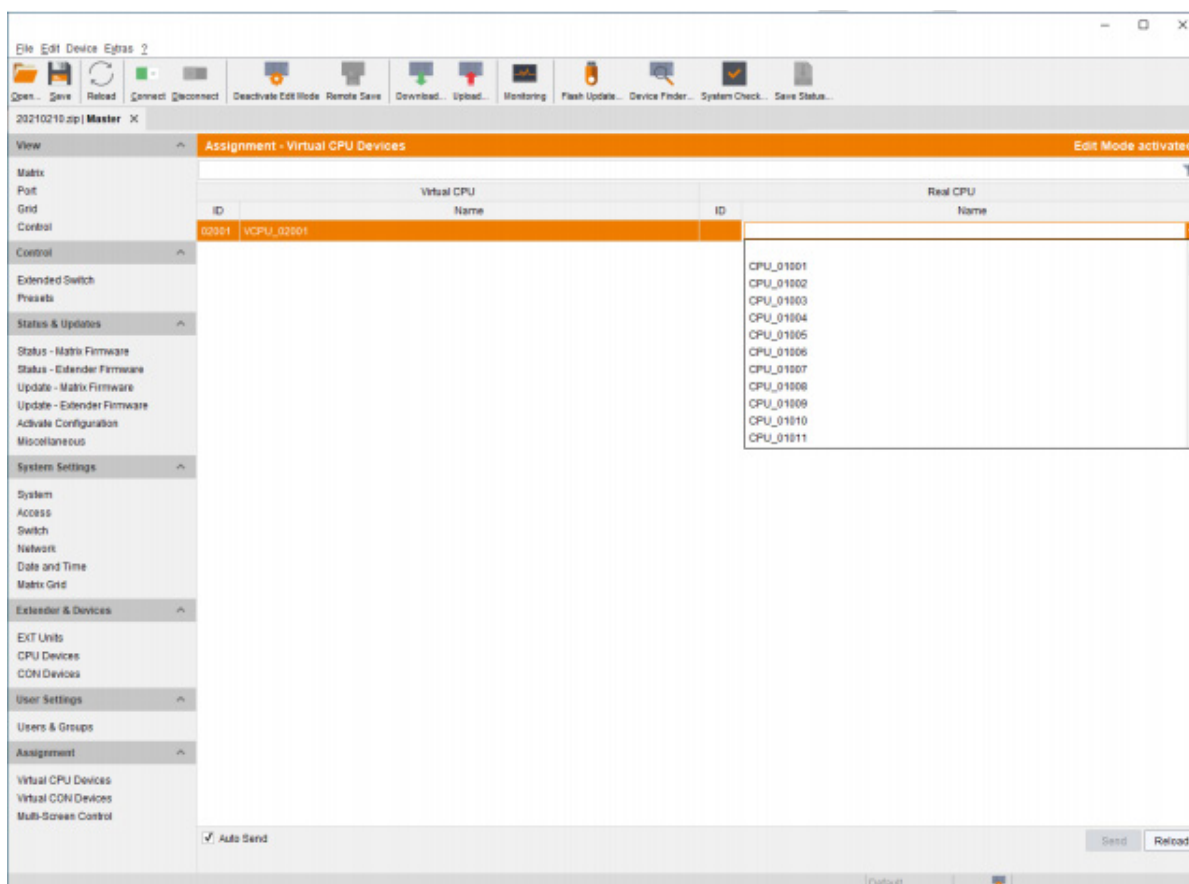 File Edit Device Extras ?
Open... Save Reload Connect Disconnect Deactivate Edit Mode Remote Save Download... Upload... Monitoring Flash Update... Device Finder... System Check... Save Status...
20210210.zip | Master X
View
Matrix
Port
Grid
Control
Control
Extended Switch
Presets
Status & Updates
Status - Matrix Firmware
Status - Extender Firmware
Update - Matrix Firmware
Update - Extender Firmware
Activate Configuration
Miscellaneous
System Settings
System
Access
Switch
Network
Date and Time
Matrix Grid
Extender & Devices
EXT Units
CPU Devices
CON Devices
User Settings
Users & Groups
Assignment
Virtual CPU Devices
Virtual CON Devices
Multi-Screen Control
Assignment - Virtual CPU Devices Edit Mode activated
Virtual CPU Real CPU
ID Name ID Name
02001 VCPU_02001
CPU_01001
CPU_01002
CPU_01003
CPU_01004
CPU_01005
CPU_01006
CPU_01007
CPU_01008
CPU_01009
CPU_01010
CPU_01011
Auto Send Send Reload
Default